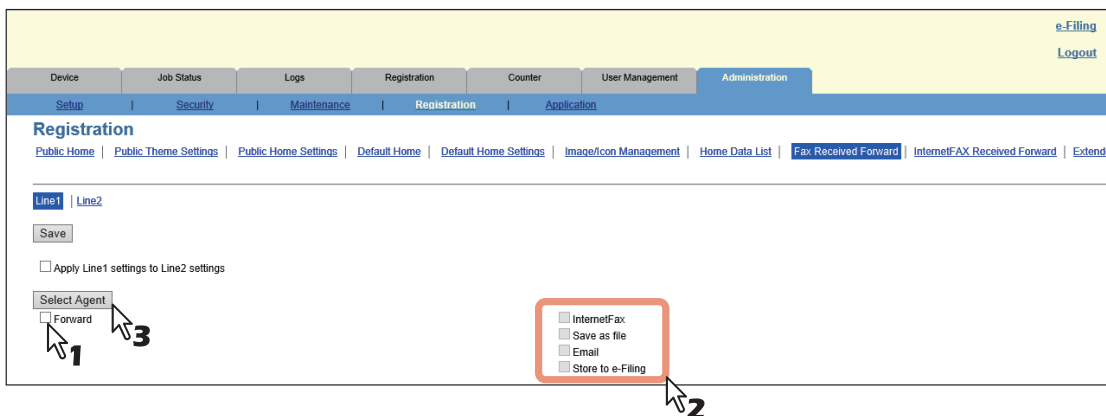 e-Filing
Logout
Device Job Status Logs Registration Counter User Management Administration
Setup | Security | Maintenance | Registration | Application
Registration
Public Home | Public Theme Settings | Public Home Settings | Default Home | Default Home Settings | Image/Icon Management | Home Data List | Fax Received Forward | InternetFAX Received Forward | Extend
Line1 | Line2
Save
Apply Line1 settings to Line2 settings
Select Agent
Forward
1
3
InternetFax
Save as file
Email
Store to e-Filing
2